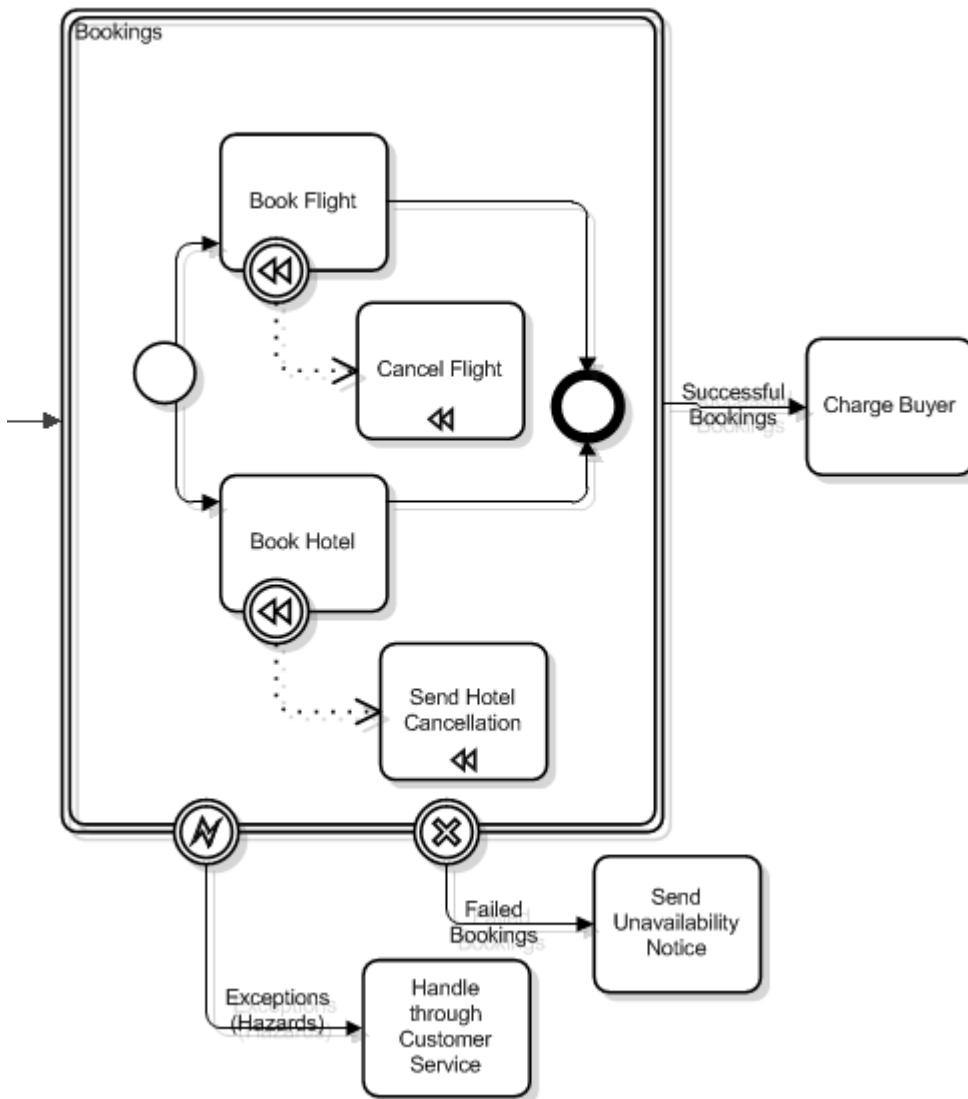 Bookings
Book Flight
Cancel Flight
Successful
Bookings
Charge Buyer
Book Hotel
Send Hotel
Cancellation
Failed
Bookings
Send
Unavailability
Notice
Exceptions
(Hazards)
Handle
through
Customer
Service